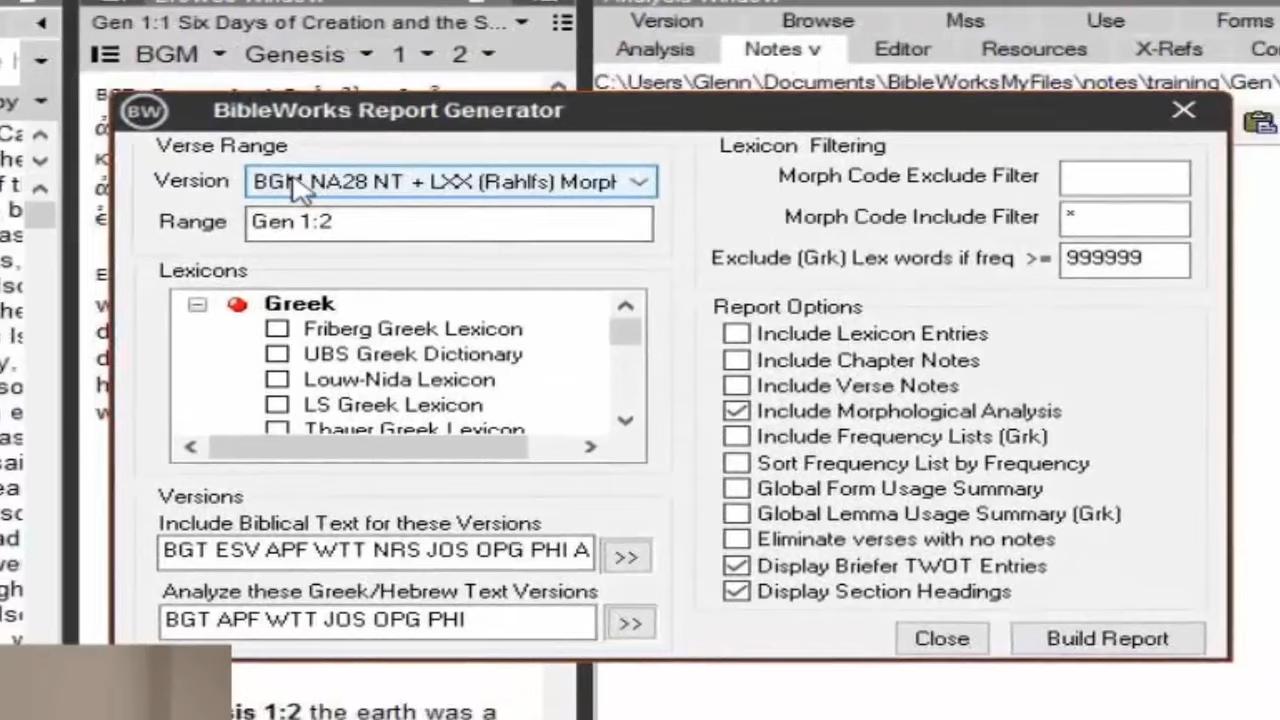 Gen 1:1 Six Days of Creation and the S...
BGM Genesis 1 2
Version Browse Mss Use Forms
Analysis Notes v Editor Resources X-Refs
C:\Users\Glenn\Documents\BibleWorksMyFiles\notes\training\Gen\
BW BibleWorks Report Generator
Verse Range
Version BGM NA28 NT + LXX (Rahlfs) Morph
Range Gen 1:2
Lexicons
Greek
Friberg Greek Lexicon
UBS Greek Dictionary
Louw-Nida Lexicon
LS Greek Lexicon
Thayer Greek Lexicon
Versions
Include Biblical Text for these Versions
BGT ESV APF WTT NRS JOS OPG PHI A
>>
Analyze these Greek/Hebrew Text Versions
BGT APF WTT JOS OPG PHI
>>
Lexicon Filtering
Morph Code Exclude Filter
Morph Code Include Filter *
Exclude (Grk) Lex words if freq >= 999999
Report Options
Include Lexicon Entries
Include Chapter Notes
Include Verse Notes
Include Morphological Analysis
Include Frequency Lists (Grk)
Sort Frequency List by Frequency
Global Form Usage Summary
Global Lemma Usage Summary (Grk)
Eliminate verses with no notes
Display Briefer TWOT Entries
Display Section Headings
Close Build Report
1:2 the earth was a